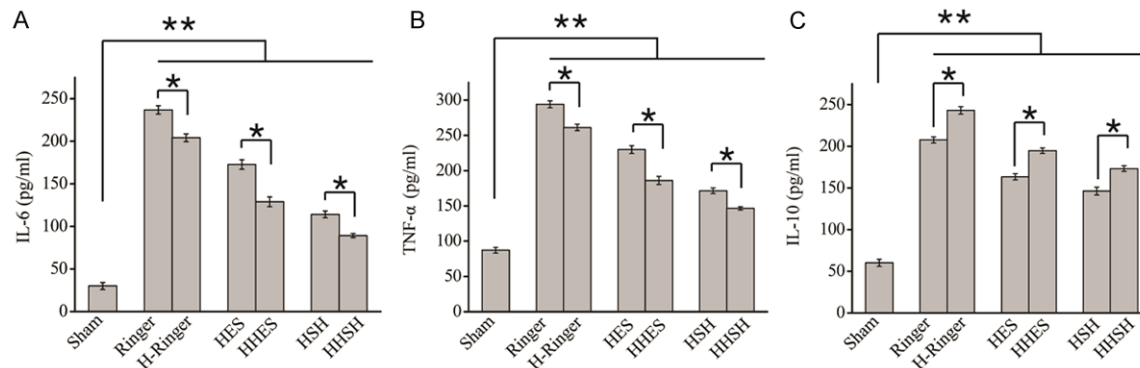 A
**
*
*
*
IL-6 (pg/ml)
250
200
150
100
50
0
Sham
Ringer
H-Ringer
HES
HHES
HSH
HHSH
B
**
*
*
*
TNF-α (pg/ml)
300
250
200
150
100
50
0
Sham
Ringer
H-Ringer
HES
HHES
HSH
HHSH
C
**
*
*
*
IL-10 (pg/ml)
250
200
150
100
50
0
Sham
Ringer
H-Ringer
HES
HHES
HSH
HHSH